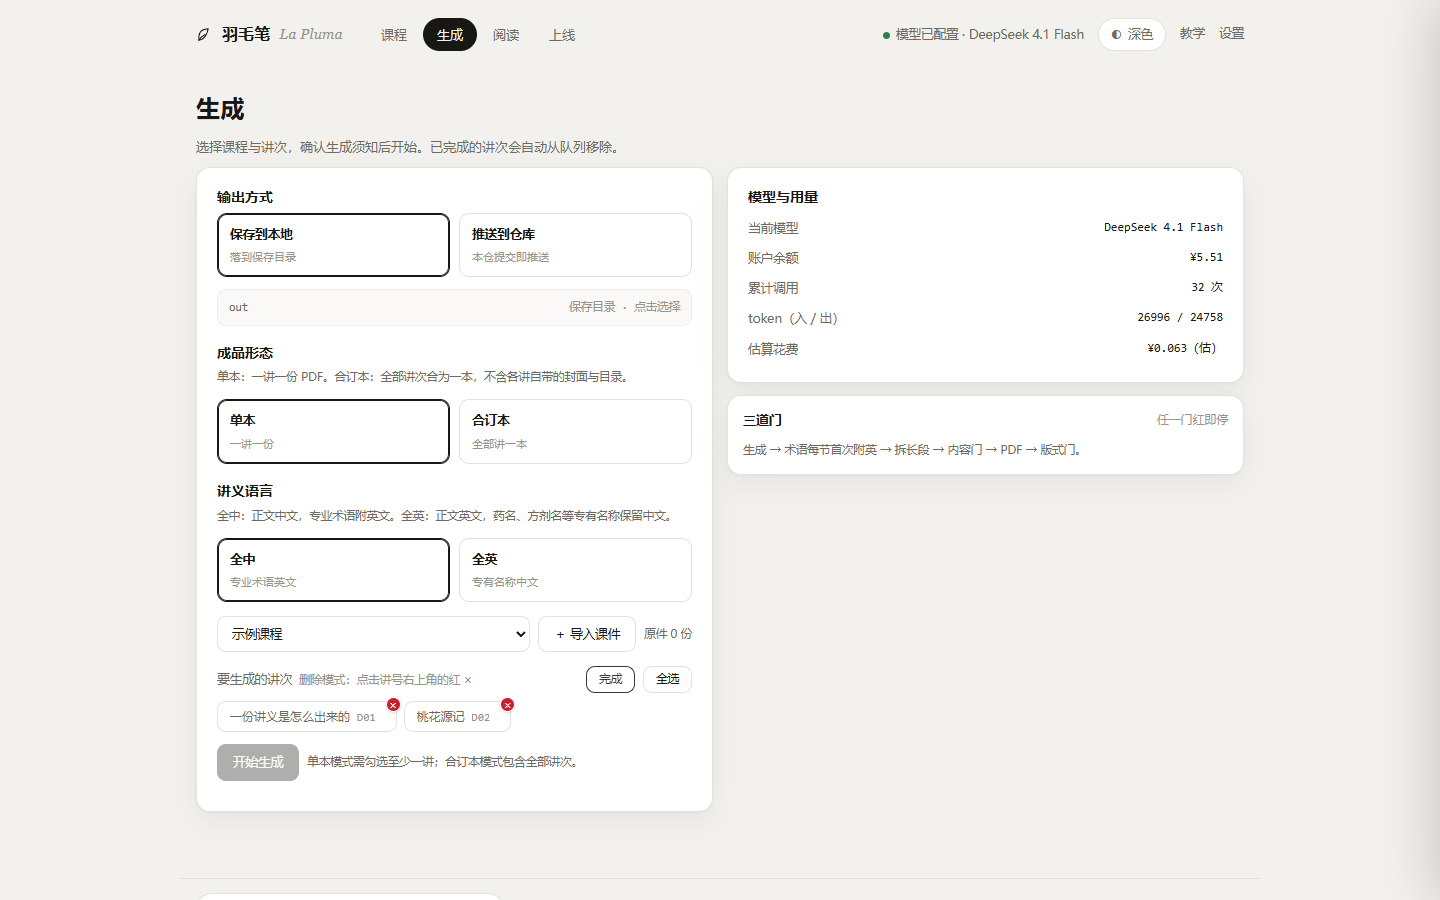 羽毛笔 La Pluma 课程 生成 阅读 上线 模型已配置 · DeepSeek 4.1 Flash 深色 教学 设置
生成
选择课程与讲次，确认生成须知后开始。已完成的讲次会自动从队列移除。
输出方式
保存到本地
落到保存目录
推送到仓库
本仓提交即推送
out 保存目录 · 点击选择
成品形态
单本：一讲一份 PDF。合订本：全部讲次合为一本，不含各讲自带的封面与目录。
单本
一讲一份
合订本
全部讲一本
讲义语言
全中：正文中文，专业术语附英文。全英：正文英文，药名、方剂名等专有名称保留中文。
全中
专业术语英文
全英
专有名称中文
示例课程 + 导入课件 原件 0 份
要生成的讲次 删除模式：点击讲号右上角的红 × 完成 全选
一份讲义是怎么出来的 D01 × 桃花源记 D02 ×
开始生成 单本模式需勾选至少一讲；合订本模式包含全部讲次。
模型与用量
当前模型 DeepSeek 4.1 Flash
账户余额 ¥5.51
累计调用 32 次
token（入 / 出） 26996 / 24758
估算花费 ¥0.063（估）
三道门 任一门红即停
生成 → 术语每节首次附英 → 拆长段 → 内容门 → PDF → 版式门。